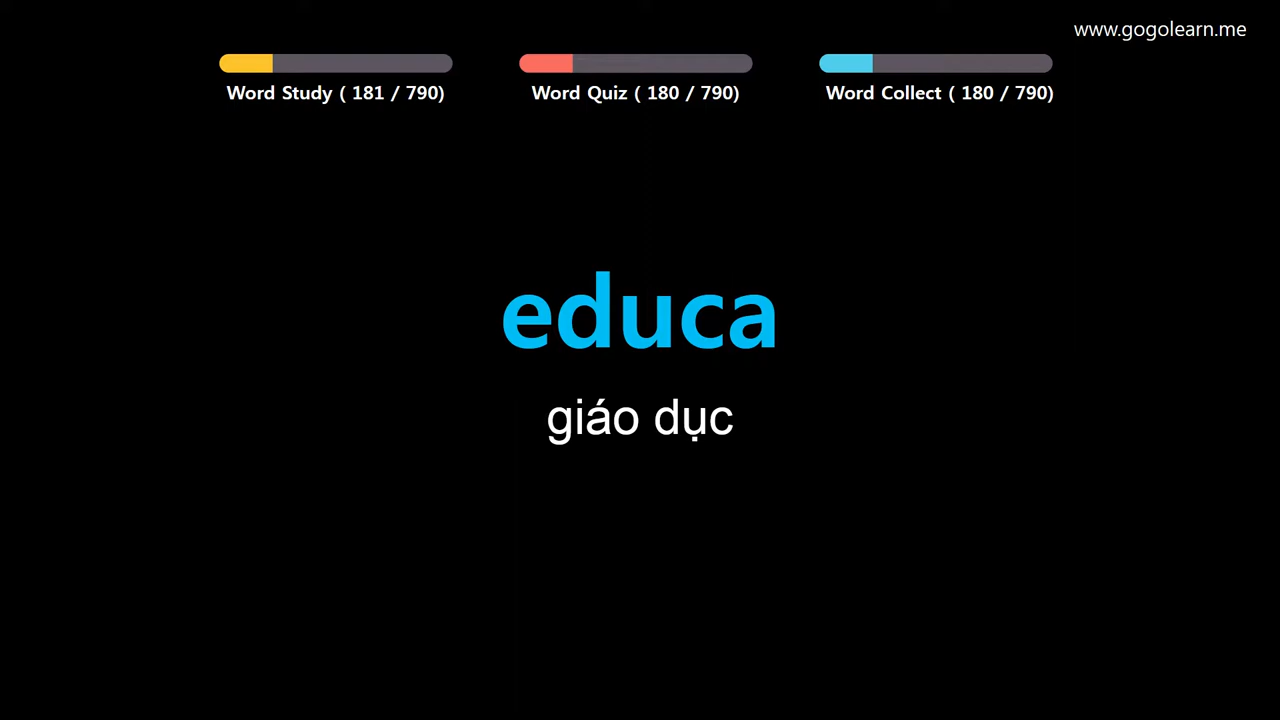 www.gogolearn.me
Word Study ( 181 / 790)
Word Quiz ( 180 / 790)
Word Collect ( 180 / 790)
educa
giáo dục